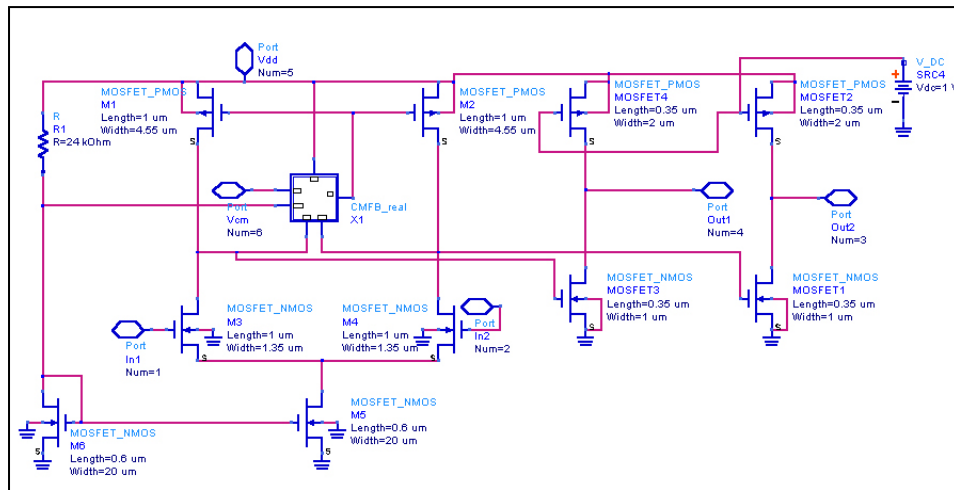 Port
Vdd
Num=5
MOSFET_PMOS
M1
Length=1 um
Width=4.55 um
S
MOSFET_PMOS
M2
Length=1 um
Width=4.55 um
S
MOSFET_PMOS
MOSFET4
Length=0.35 um
Width=2 um
S
MOSFET_PMOS
MOSFET2
Length=0.35 um
Width=2 um
S
V_DC
SRC4
Vdc=1 V
R
R1
R=24 kOhm
Port
Vcm
Num=6
CMFB_real
X1
Port
Out1
Num=4
Port
Out2
Num=3
MOSFET_NMOS
M3
Length=1 um
Width=1.35 um
S
MOSFET_NMOS
M4
Length=1 um
Width=1.35 um
S
Port
In1
Num=1
Port
In2
Num=2
MOSFET_NMOS
MOSFET3
Length=0.35 um
Width=1 um
S
MOSFET_NMOS
MOSFET1
Length=0.35 um
Width=1 um
S
MOSFET_NMOS
M6
Length=0.6 um
Width=20 um
S
MOSFET_NMOS
M5
Length=0.6 um
Width=20 um
S